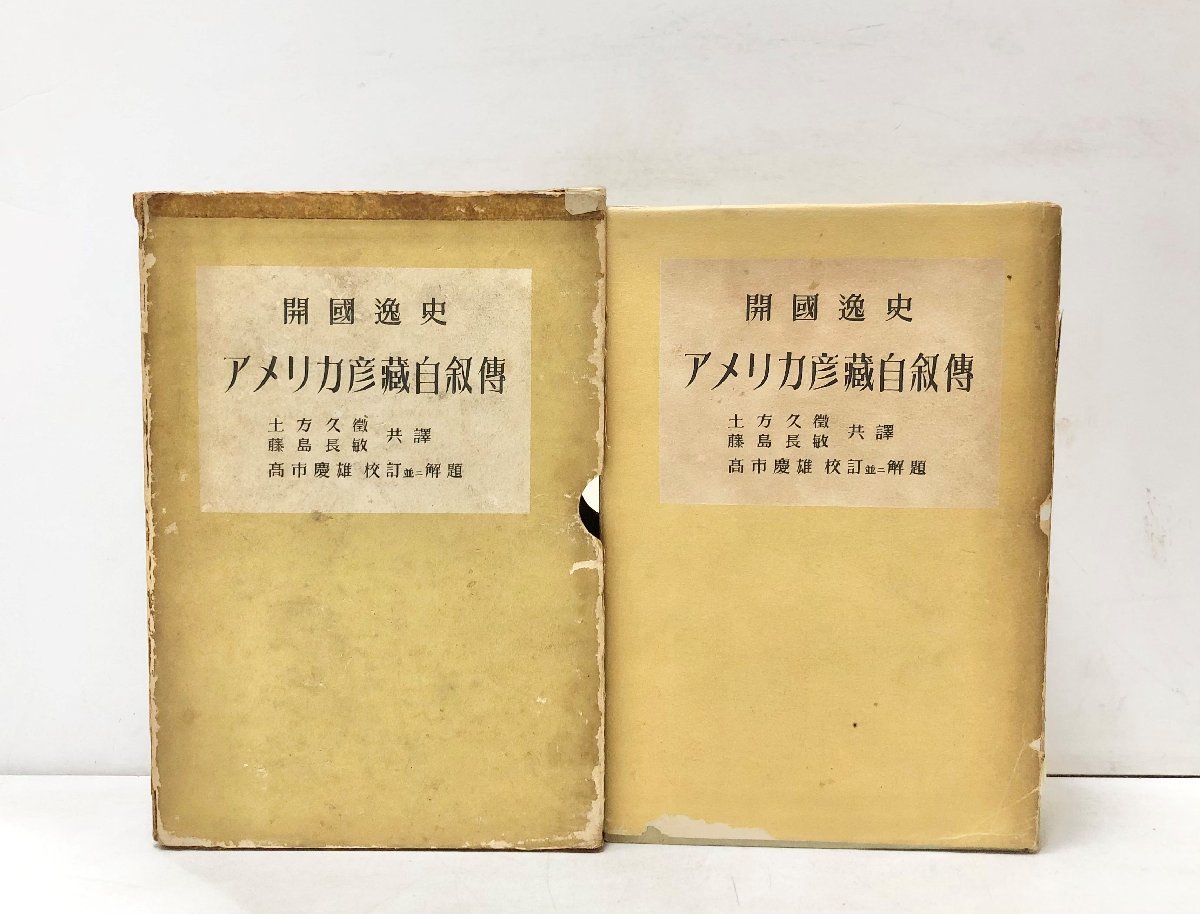 開國逸史
アメリカ彦藏自叙傳
土方久徵
藤島長敏
共譯
高市慶雄 校訂並ニ解題
開國逸史
アメリカ彦藏自叙傳
土方久徵
藤島長敏
共譯
高市慶雄 校訂並ニ解題